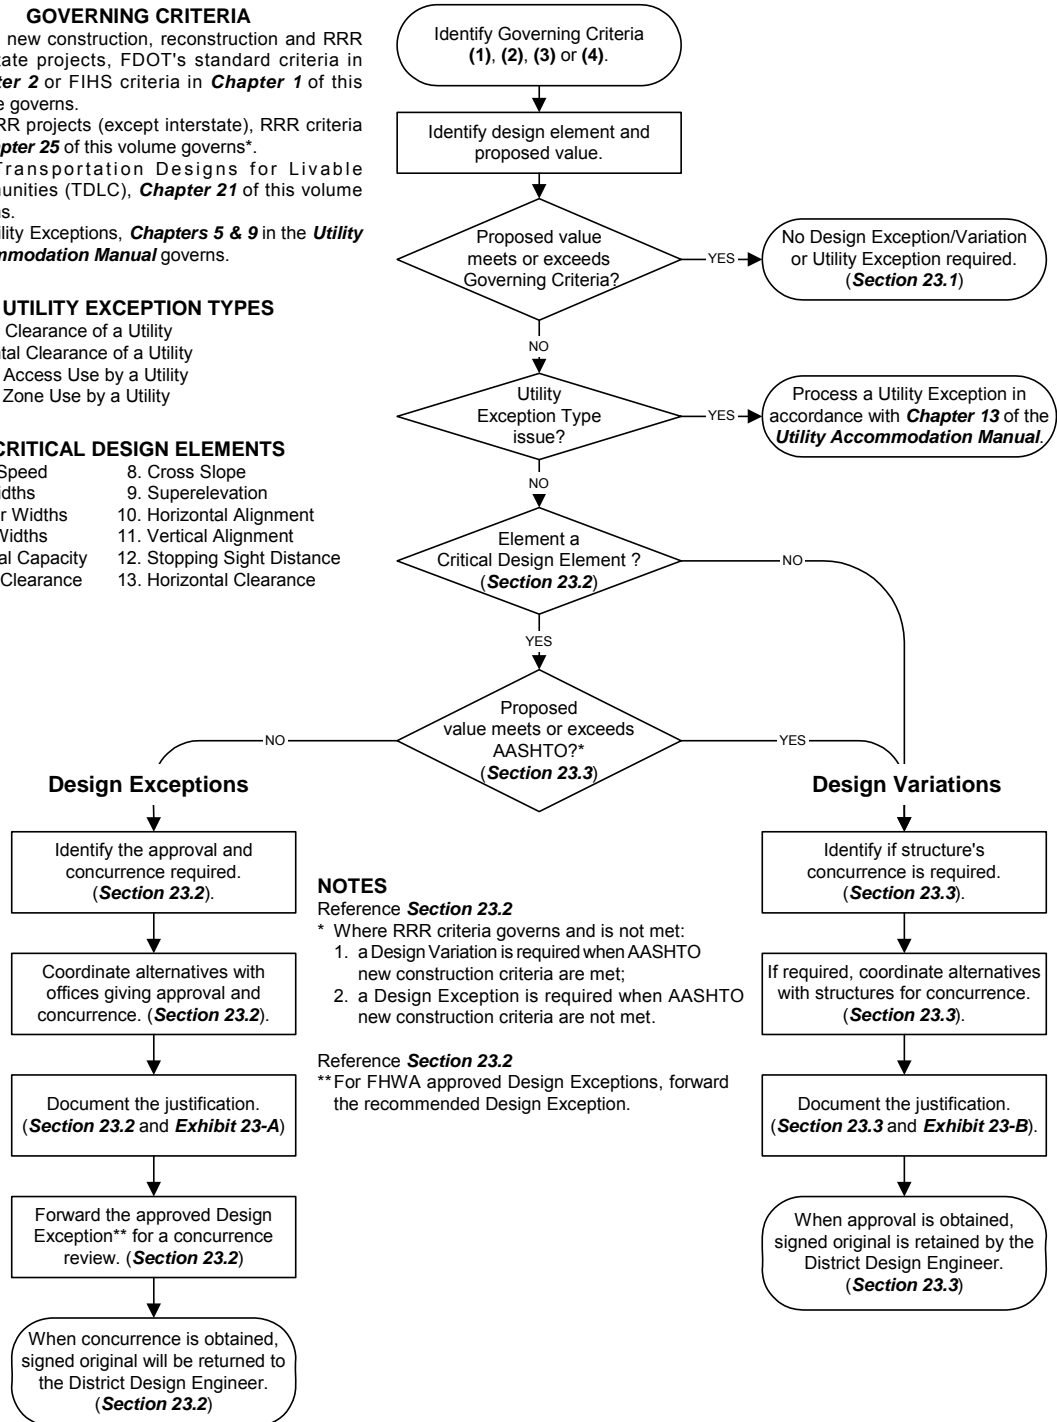 GOVERNING CRITERIA
new construction, reconstruction and RRR
projects, FDOT's standard criteria in
2 or FIHS criteria in Chapter 1 of this
governs.
projects (except interstate), RRR criteria
25 of this volume governs*.
Transportation Designs for Livable
(TDLC), Chapter 21 of this volume
Exceptions, Chapters 5 & 9 in the Utility
Manual governs.
UTILITY EXCEPTION TYPES
Clearance of a Utility
Clearance of a Utility
Access Use by a Utility
Zone Use by a Utility
CRITICAL DESIGN ELEMENTS
Speed 8. Cross Slope
9. Superelevation
Widths 10. Horizontal Alignment
Widths 11. Vertical Alignment
Capacity 12. Stopping Sight Distance
Clearance 13. Horizontal Clearance
Identify Governing Criteria
(1), (2), (3) or (4).
Identify design element and
proposed value.
Proposed value
meets or exceeds
Governing Criteria?
YES
No Design Exception/Variation
or Utility Exception required.
(Section 23.1)
NO
Utility
Exception Type
issue?
YES
Process a Utility Exception in
accordance with Chapter 13 of the
Utility Accommodation Manual.
NO
Element a
Critical Design Element ?
(Section 23.2)
NO
YES
Proposed
value meets or exceeds
AASHTO?*
(Section 23.3)
NO
YES
Design Exceptions
Identify the approval and
concurrence required.
(Section 23.2).
Coordinate alternatives with
offices giving approval and
concurrence. (Section 23.2).
Document the justification.
(Section 23.2 and Exhibit 23-A)
Forward the approved Design
Exception** for a concurrence
review. (Section 23.2)
When concurrence is obtained,
signed original will be returned to
the District Design Engineer.
(Section 23.2)
NOTES
Reference Section 23.2
* Where RRR criteria governs and is not met:
1. a Design Variation is required when AASHTO
new construction criteria are met;
2. a Design Exception is required when AASHTO
new construction criteria are not met.
Reference Section 23.2
**For FHWA approved Design Exceptions, forward
the recommended Design Exception.
Design Variations
Identify if structure's
concurrence is required.
(Section 23.3).
If required, coordinate alternatives
with structures for concurrence.
(Section 23.3).
Document the justification.
(Section 23.3 and Exhibit 23-B).
When approval is obtained,
signed original is retained by the
District Design Engineer.
(Section 23.3)